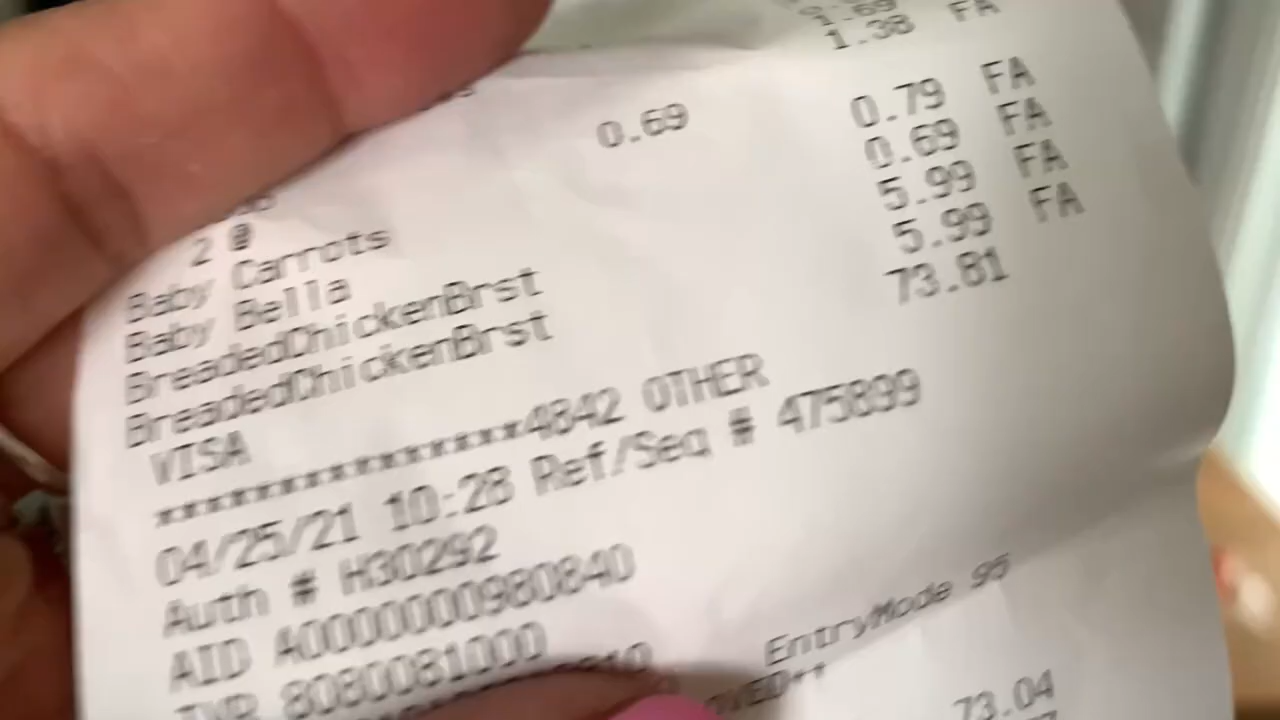 1.69
1.38 FA
2 @ 0.69
Baby Carrots 0.79 FA
Baby Bella 0.69 FA
BreadedChickenBrst 5.99 FA
BreadedChickenBrst 5.99 FA
VISA 73.81
***************4842 OTHER
04/25/21 10:28 Ref/Seq # 475899
Auth # H30292
AID A0000000980840
TVR 8080081000
EntryMode 95
73.04